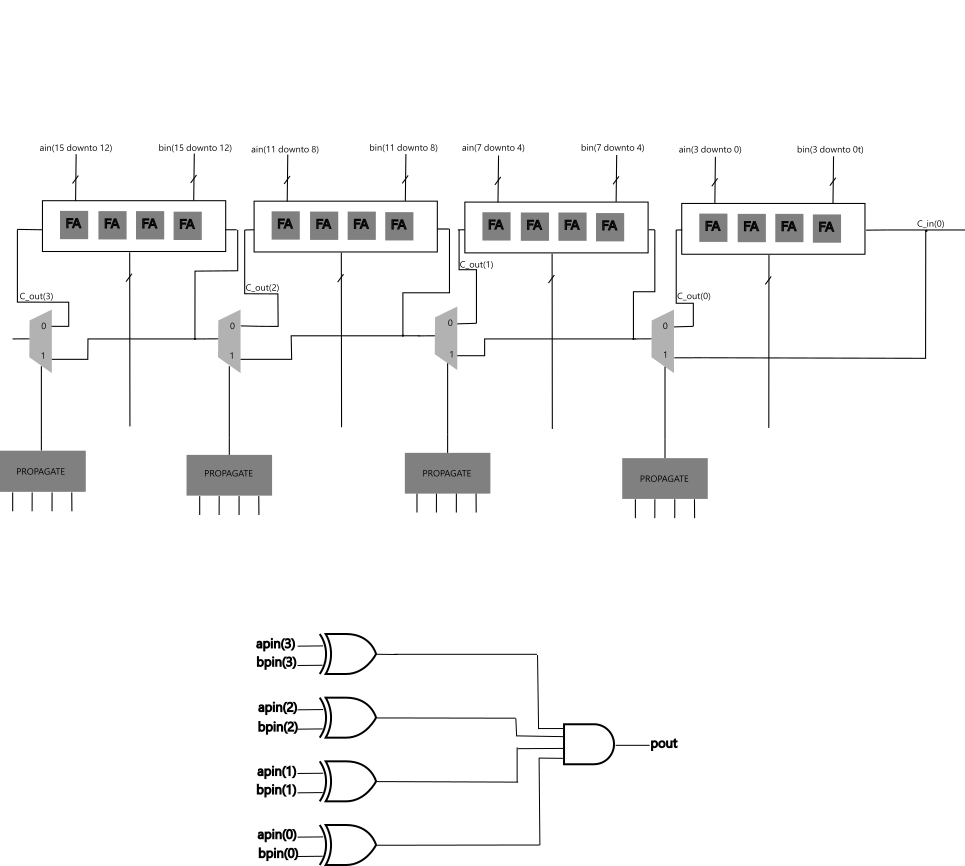 ain(15 downto 12)
bin(15 downto 12)
ain(11 downto 8)
bin(11 downto 8)
ain(7 downto 4)
bin(7 downto 4)
ain(3 downto 0)
bin(3 downto 0t)
FA FA FA FA
FA FA FA FA
FA FA FA FA
FA FA FA FA
C_in(0)
C_out(3)
C_out(2)
C_out(1)
C_out(0)
0
1
0
1
0
1
0
1
PROPAGATE
PROPAGATE
PROPAGATE
PROPAGATE
apin(3)
bpin(3)
apin(2)
bpin(2)
apin(1)
bpin(1)
apin(0)
bpin(0)
pout